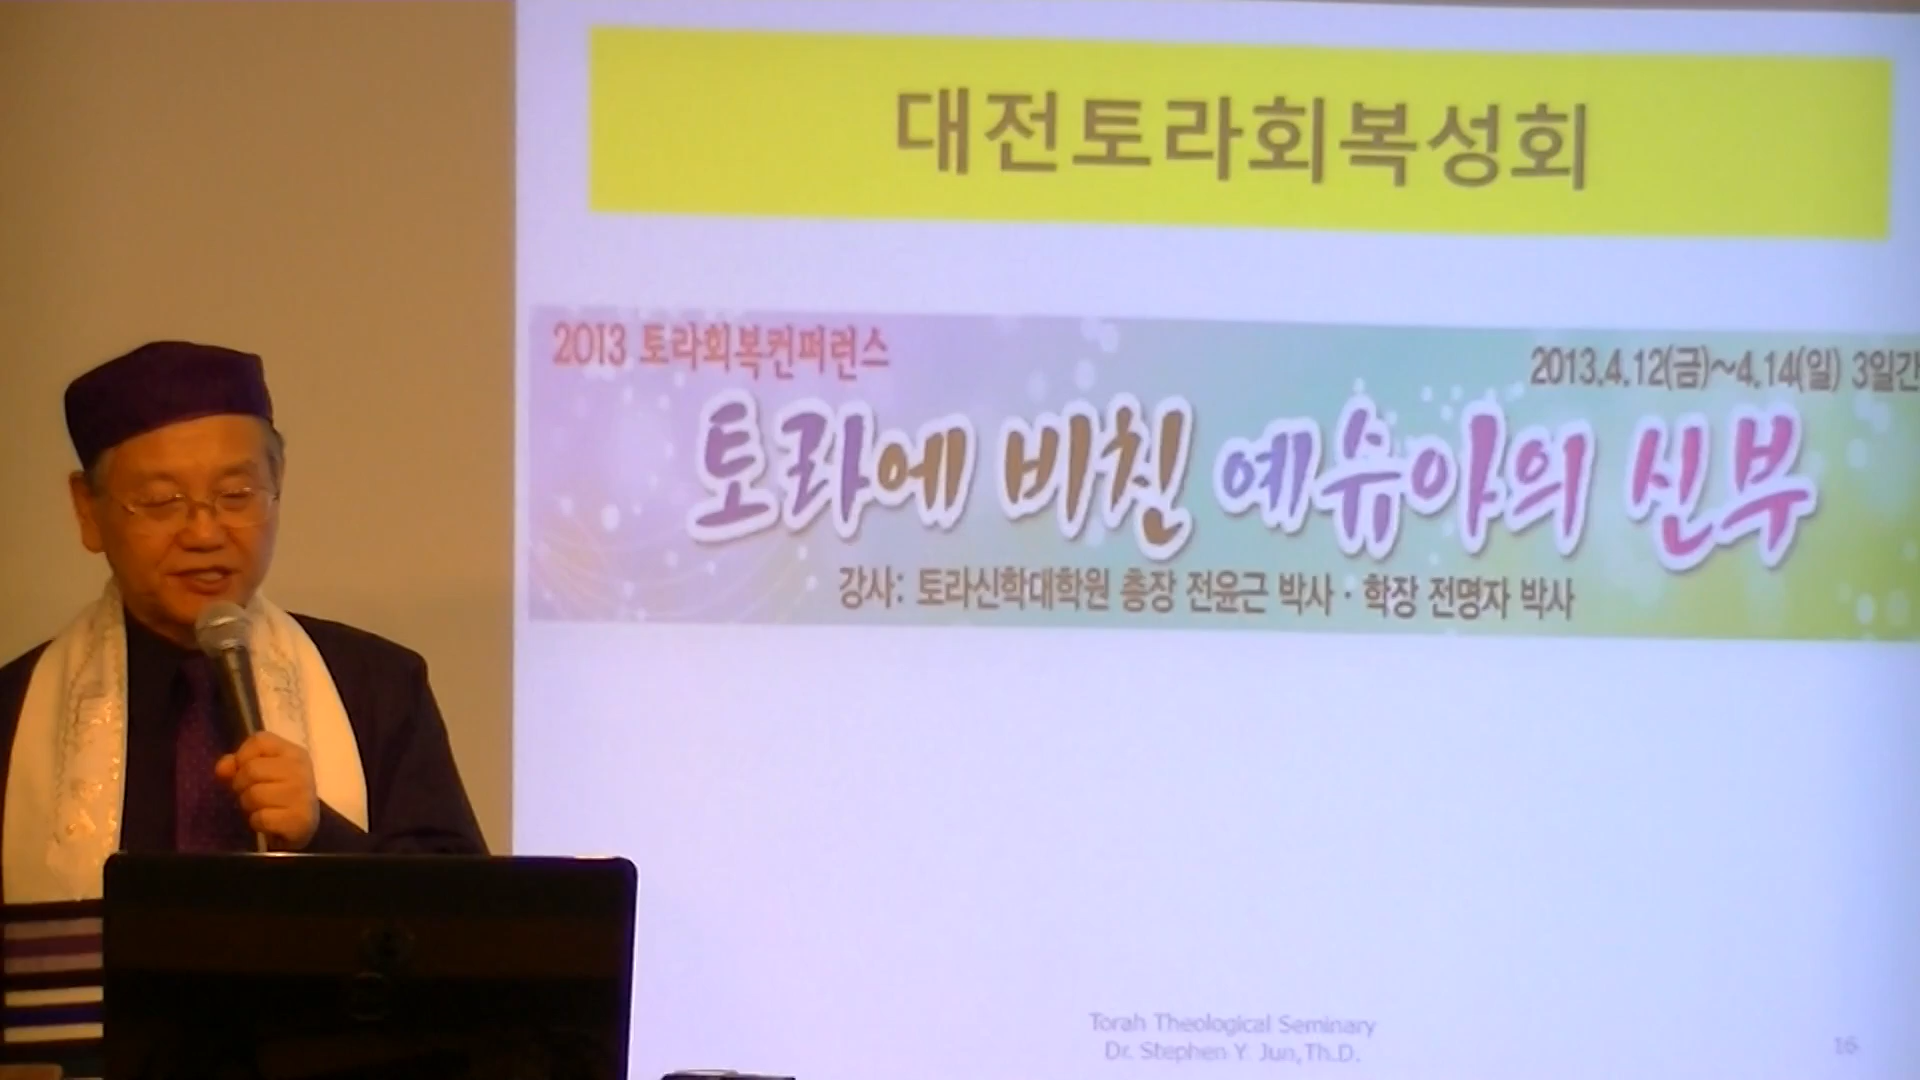 대전토라회복성회
2013 토라회복컨퍼런스
2013.4.12(금)~4.14(일) 3일간
토라에 비친 예슈아의 신부
강사: 토라신학대학원 총장 전윤근 박사 · 학장 전명자 박사
Torah Theological Seminary
Dr. Stephen Y. Jun,Th.D.
16